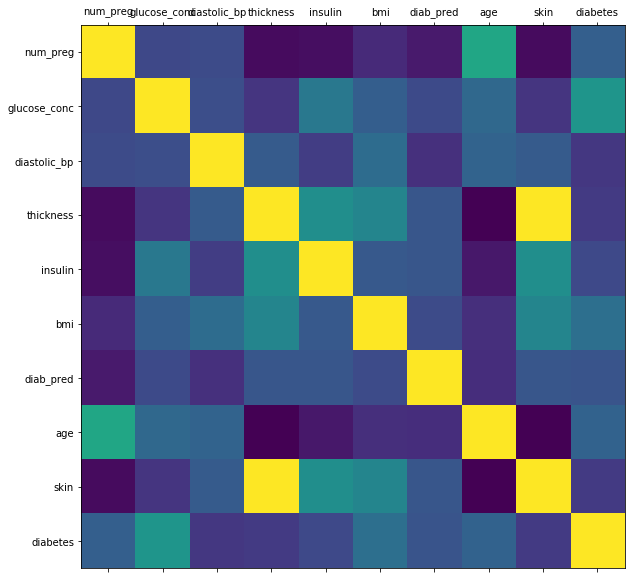 num_preg glucose_conc diastolic_bp thickness insulin bmi diab_pred age skin diabetes
num_preg
glucose_conc
diastolic_bp
thickness
insulin
bmi
diab_pred
age
skin
diabetes